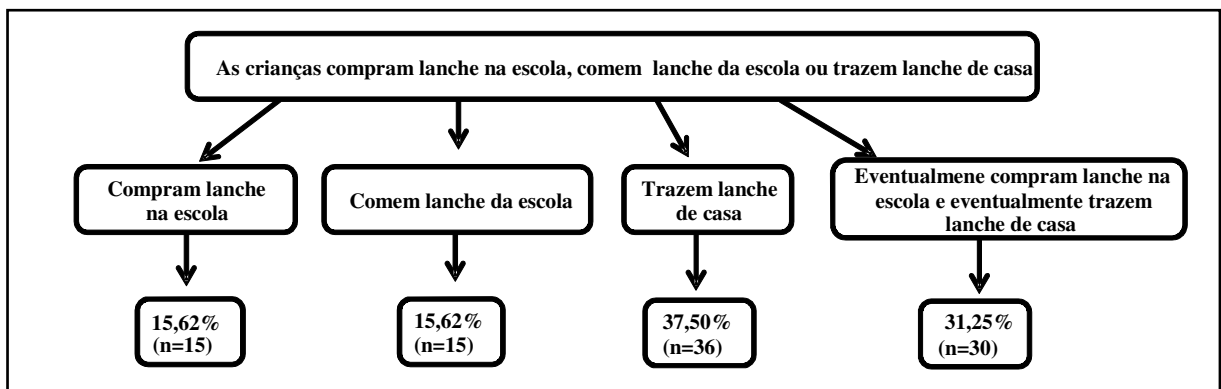 As crianças compram lanche na escola, comem lanche da escola ou trazem lanche de casa
Compram lanche
na escola
Comem lanche da escola
Trazem lanche
de casa
Eventualmene compram lanche na
escola e eventualmente trazem
lanche de casa
15,62%
(n=15)
15,62%
(n=15)
37,50%
(n=36)
31,25%
(n=30)